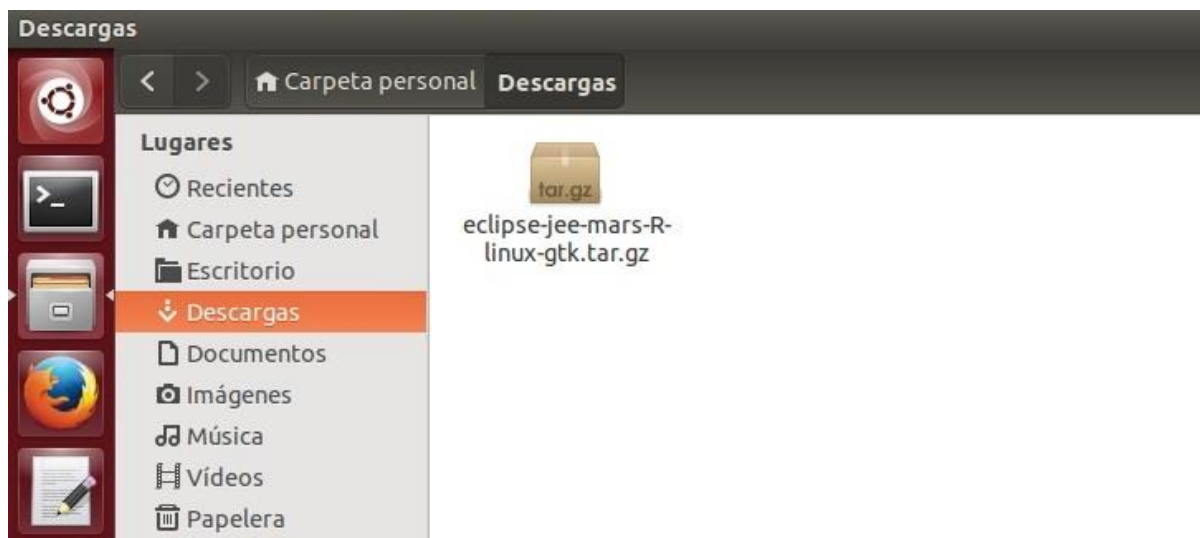 Descargas
Carpeta personal Descargas
Lugares
Recientes
Carpeta personal
Escritorio
Descargas
Documentos
Imágenes
Música
Vídeos
Papelera
>_
tar.gz
eclipse-jee-mars-R-
linux-gtk.tar.gz